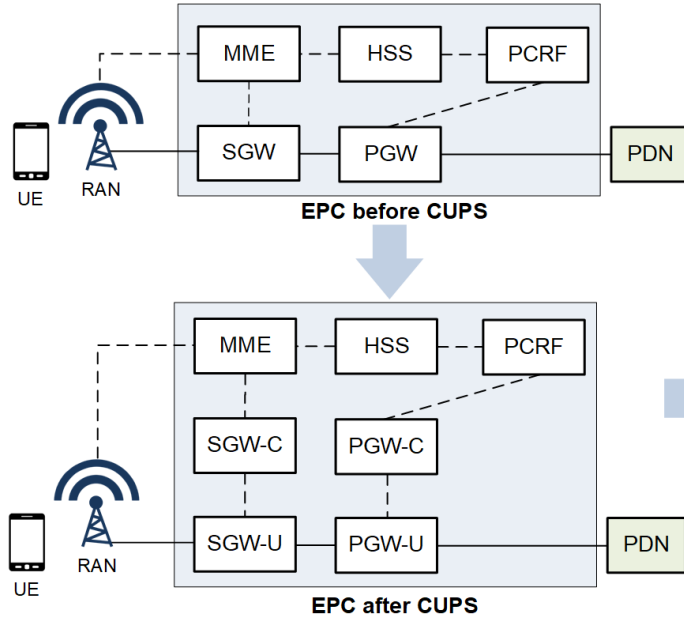 MME
HSS
PCRF
SGW
PGW
PDN
UE
RAN
EPC before CUPS
MME
HSS
PCRF
SGW-C
PGW-C
SGW-U
PGW-U
PDN
UE
RAN
EPC after CUPS